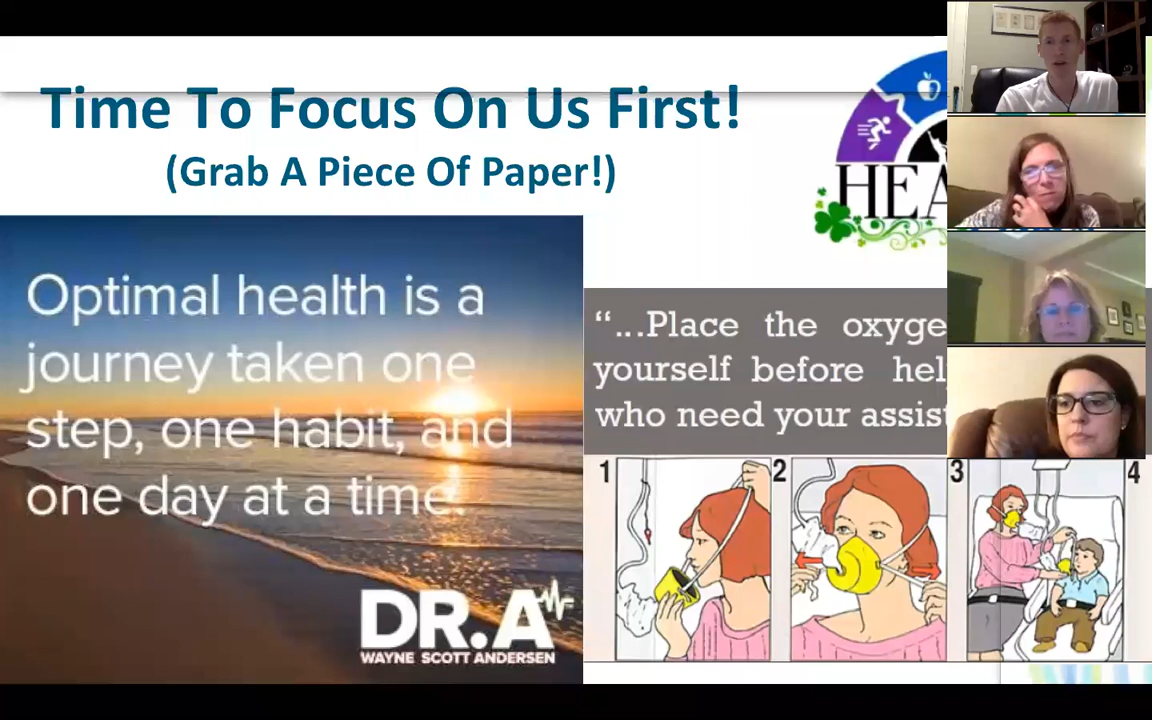 Time To Focus On Us First!
(Grab A Piece Of Paper!)
HEA
Optimal health is a
journey taken one
step, one habit, and
one day at a time.
DR.A
WAYNE SCOTT ANDERSEN
“...Place the oxyge
yourself before hel
who need your assist
1 2 3 4